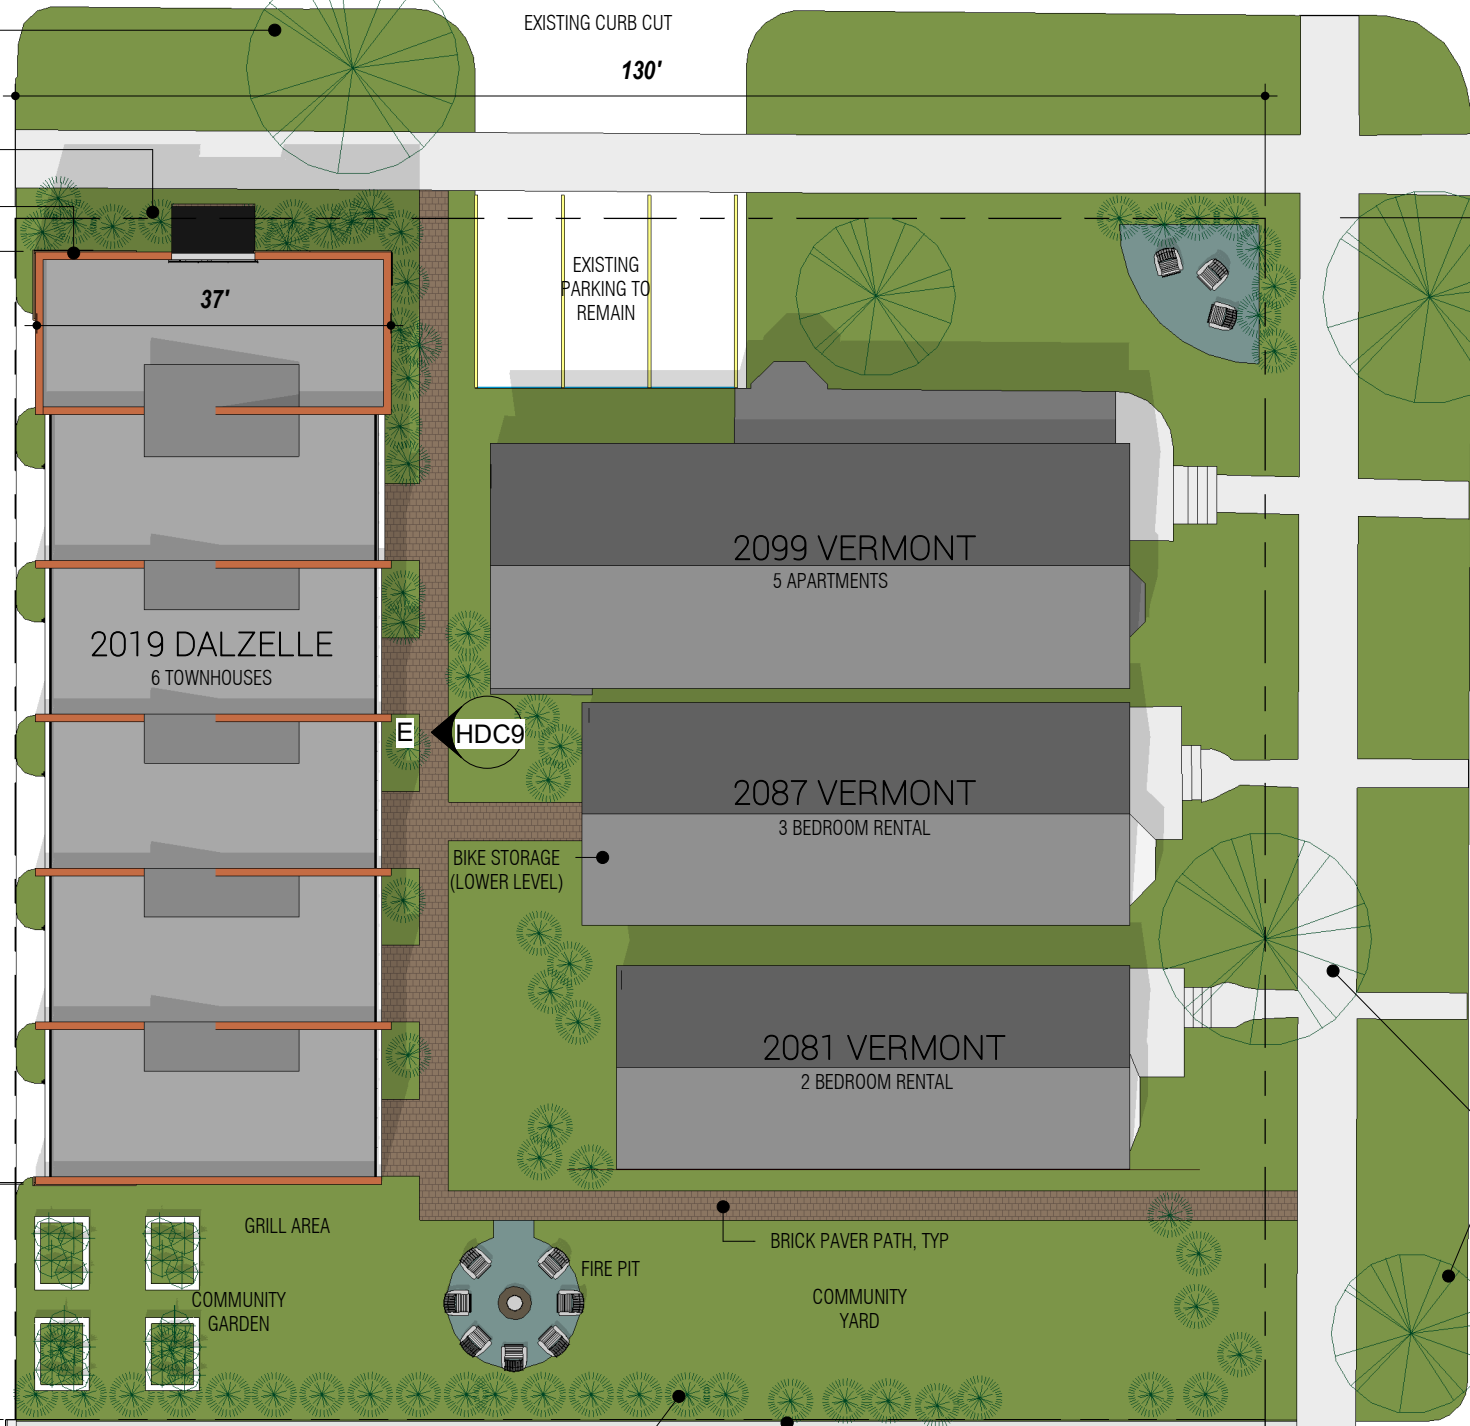 EXISTING CURB CUT
130'
EXISTING
PARKING TO
REMAIN
37'
2099 VERMONT
5 APARTMENTS
2019 DALZELLE
6 TOWNHOUSES
E
HDC9
2087 VERMONT
3 BEDROOM RENTAL
BIKE STORAGE
(LOWER LEVEL)
2081 VERMONT
2 BEDROOM RENTAL
GRILL AREA
BRICK PAVER PATH, TYP
FIRE PIT
COMMUNITY
GARDEN
COMMUNITY
YARD